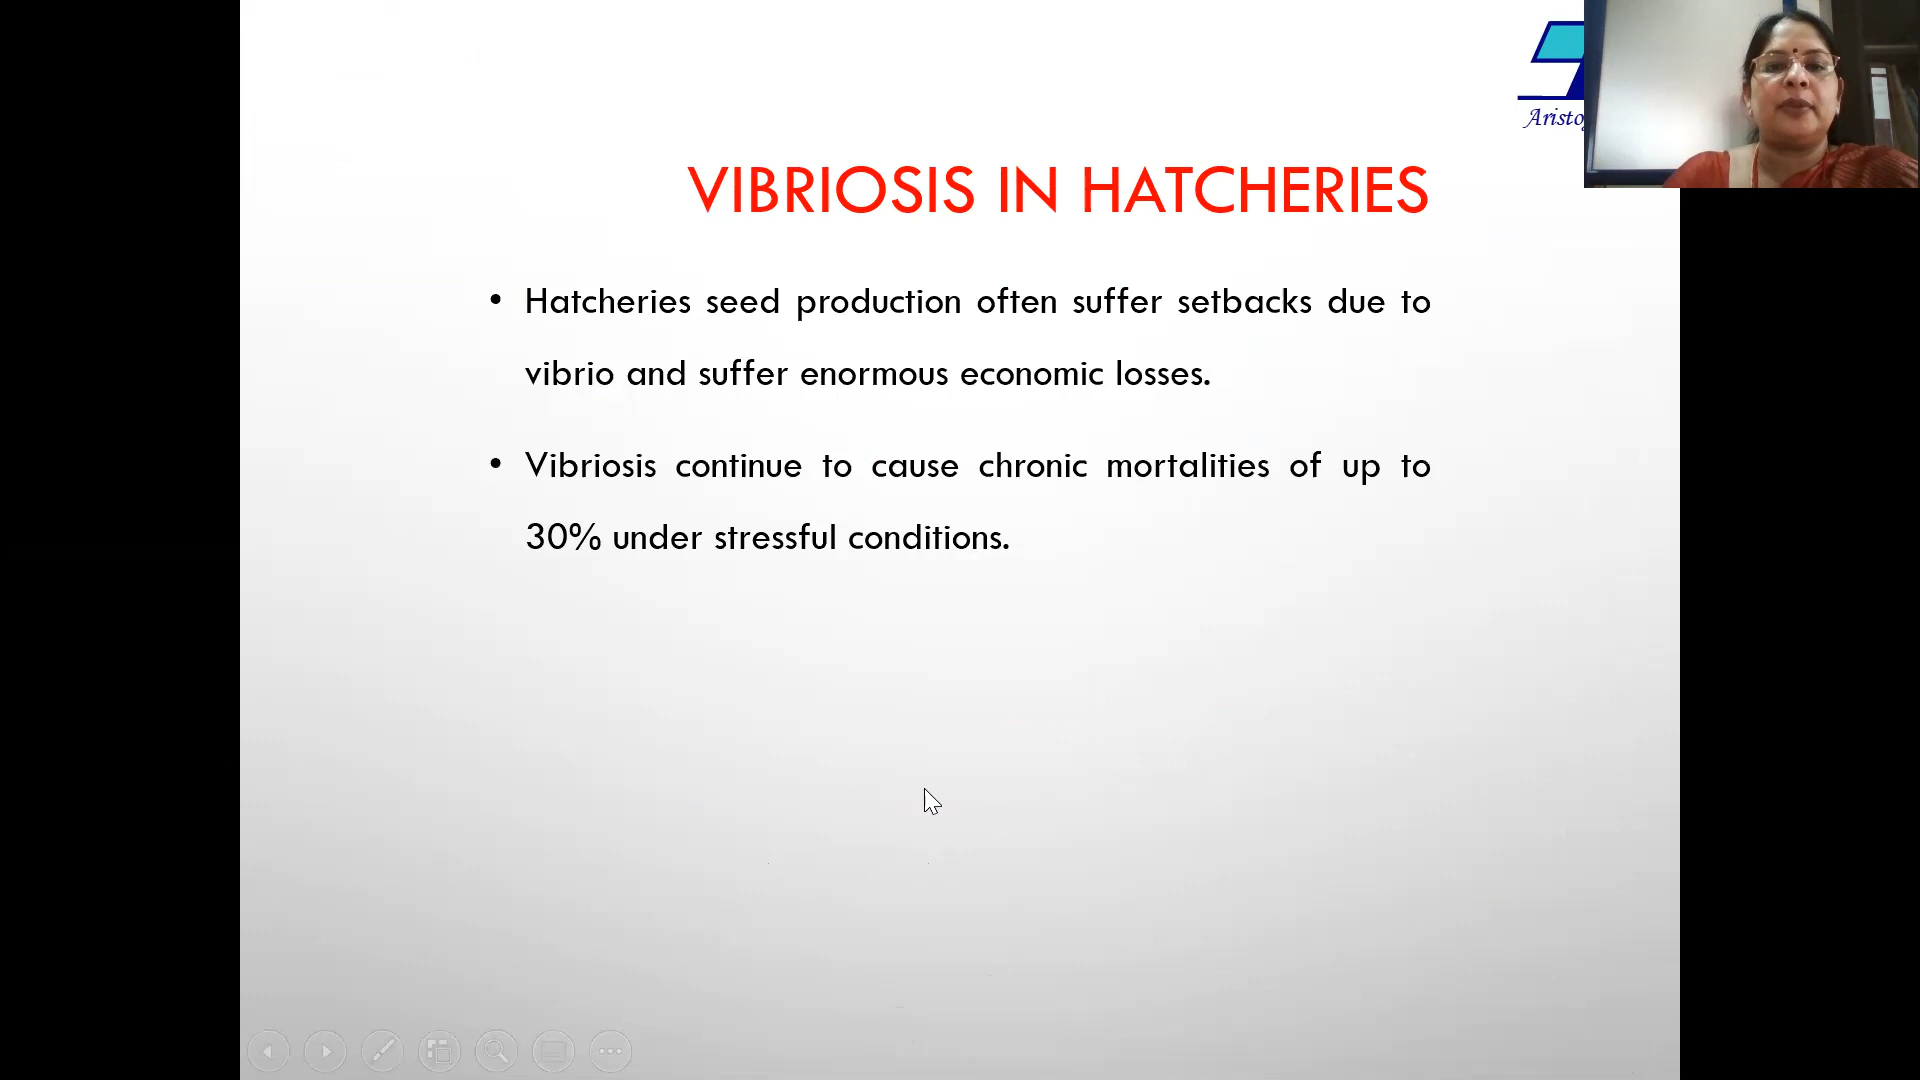 VIBRIOSIS IN HATCHERIES
• Hatcheries seed production often suffer setbacks due to
vibrio and suffer enormous economic losses.
• Vibriosis continue to cause chronic mortalities of up to
30% under stressful conditions.